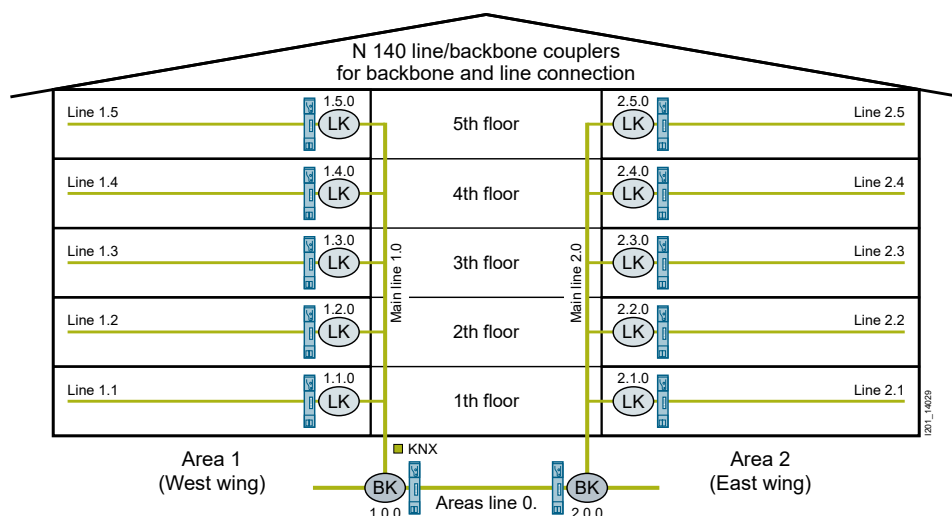 N 140 line/backbone couplers
for backbone and line connection
Line 1.5
1.5.0
LK
5th floor
2.5.0
LK
Line 2.5
Line 1.4
1.4.0
LK
4th floor
2.4.0
LK
Line 2.4
Line 1.3
1.3.0
LK
Main line 1.0
3th floor
Main line 2.0
2.3.0
LK
Line 2.3
Line 1.2
1.2.0
LK
2th floor
2.2.0
LK
Line 2.2
Line 1.1
1.1.0
LK
1th floor
2.1.0
LK
Line 2.1
I201_14029
KNX
Area 1
(West wing)
Area 2
(East wing)
BK
1.0.0
Areas line 0.
BK
2.0.0